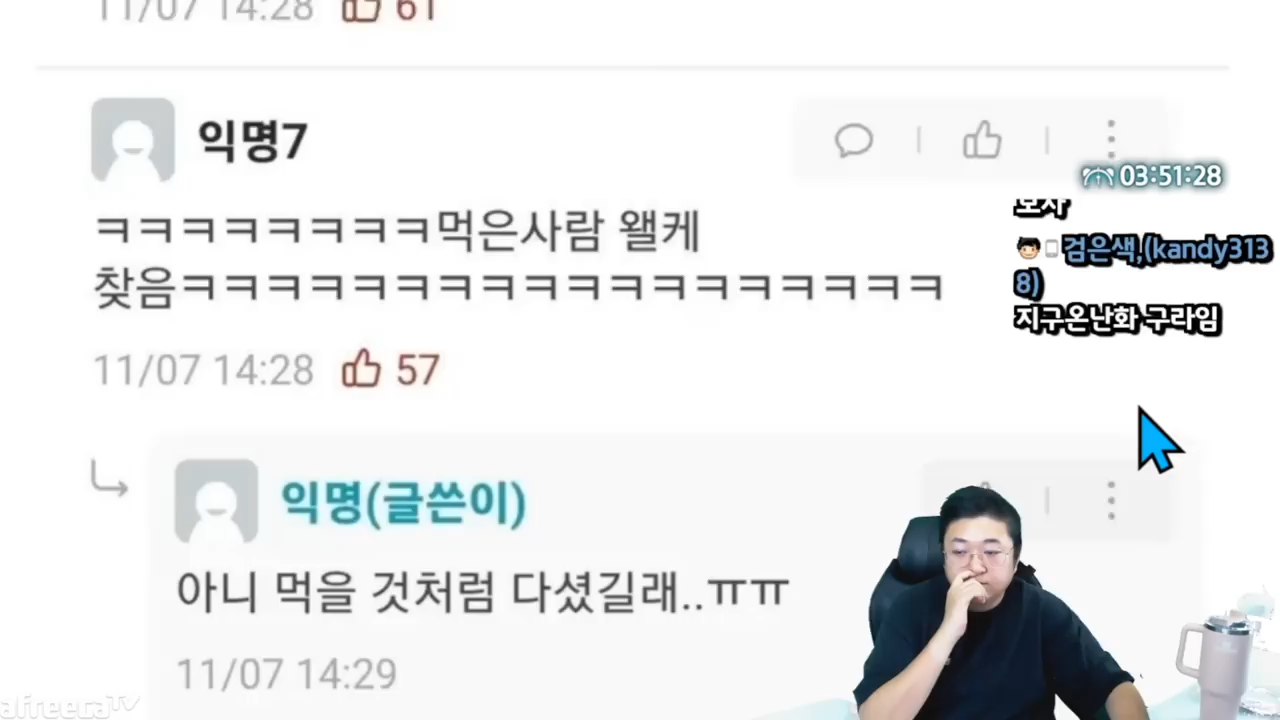 11/07 14:28 61
익명7
03:51:28
ㅋㅋㅋㅋㅋㅋㅋㅋ먹은사람 왤케
찾음ㅋㅋㅋㅋㅋㅋㅋㅋㅋㅋㅋㅋㅋㅋㅋㅋㅋㅋ
11/07 14:28 57
검은색,(kandy313
8)
지구온난화 구라임
익명(글쓴이)
아니 먹을 것처럼 다셨길래..ㅠㅠ
11/07 14:29
afreecaTV